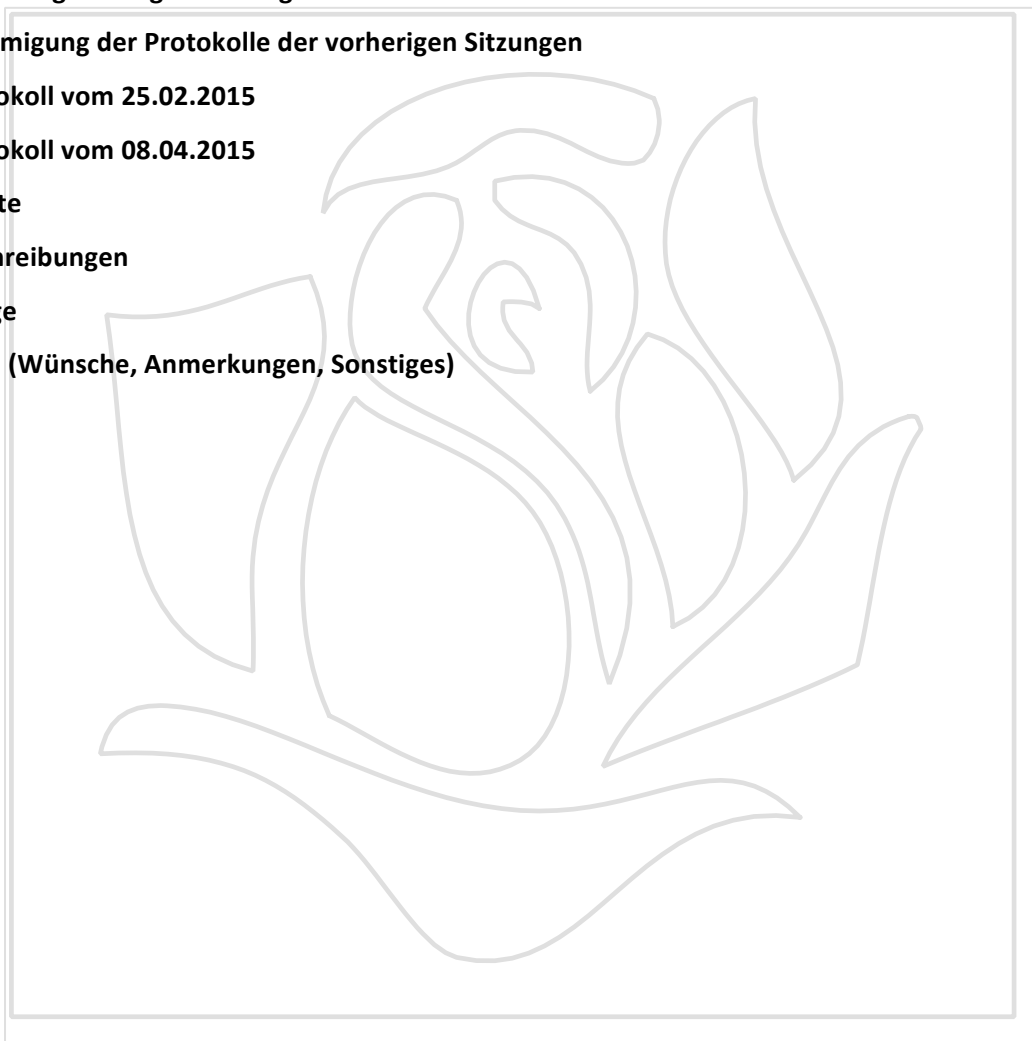 migung der Protokolle der vorherigen Sitzungen
okoll vom 25.02.2015
okoll vom 08.04.2015
te
reibungen
ge
(Wünsche, Anmerkungen, Sonstiges)